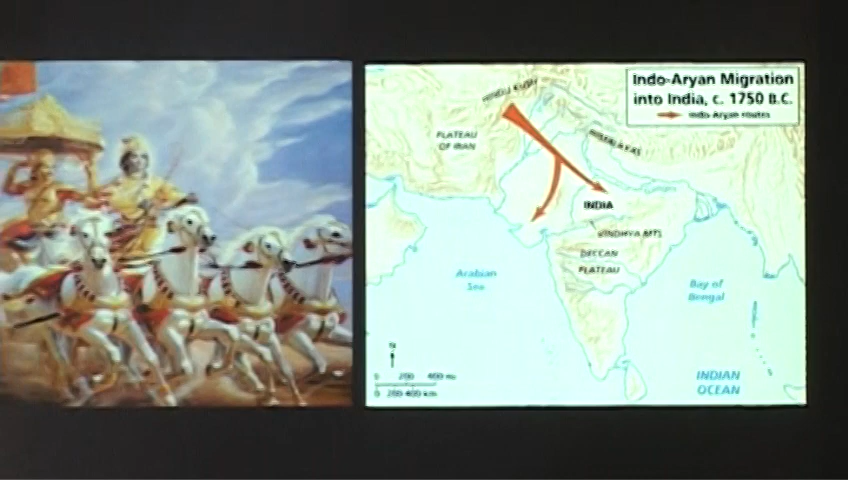 Indo-Aryan Migration
into India, c. 1750 B.C.
Indo-Aryan routes
HINDU KUSH
PLATEAU
OF IRAN
HIMALAYAS
INDIA
VINDHYA MTS.
DECCAN
PLATEAU
Arabian
Sea
Bay of
Bengal
N
0 200 400 mi
0 200 400 km
INDIAN
OCEAN